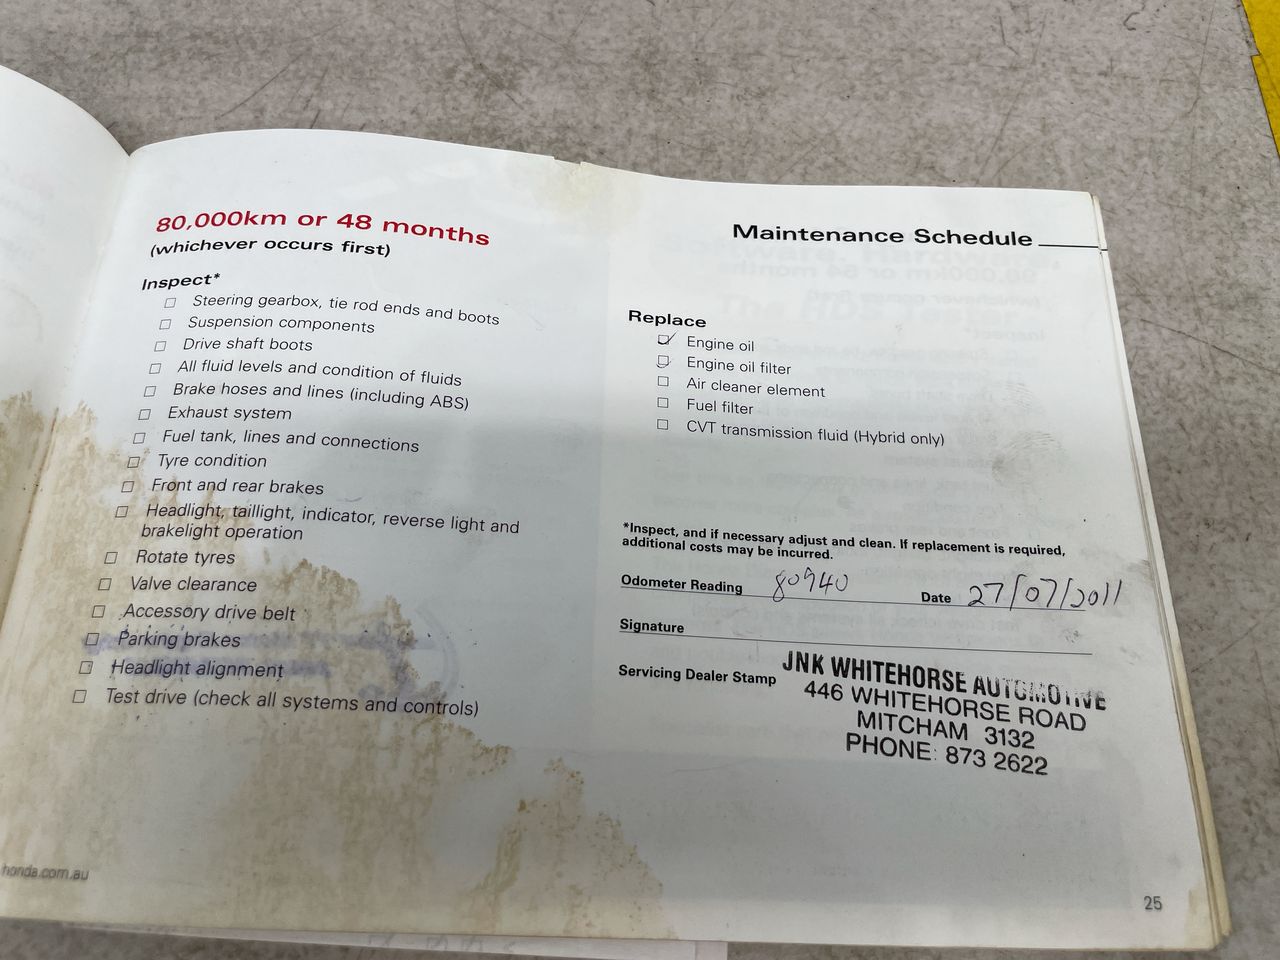 80,000km or 48 months
(whichever occurs first)
Inspect*
Steering gearbox, tie rod ends and boots
Suspension components
Drive shaft boots
All fluid levels and condition of fluids
Brake hoses and lines (including ABS)
Exhaust system
Fuel tank, lines and connections
Tyre condition
Front and rear brakes
Headlight, taillight, indicator, reverse light and
brakelight operation
Rotate tyres
Valve clearance
Accessory drive belt
Parking brakes
Headlight alignment
Test drive (check all systems and controls)
honda.com.au
Maintenance Schedule
Replace
Engine oil
Engine oil filter
Air cleaner element
Fuel filter
CVT transmission fluid (Hybrid only)
*Inspect, and if necessary adjust and clean. If replacement is required,
additional costs may be incurred.
Odometer Reading 80940 Date 27/07/2011
Signature
Servicing Dealer Stamp
JNK WHITEHORSE AUTOMOTIVE
446 WHITEHORSE ROAD
MITCHAM 3132
PHONE: 873 2622
25